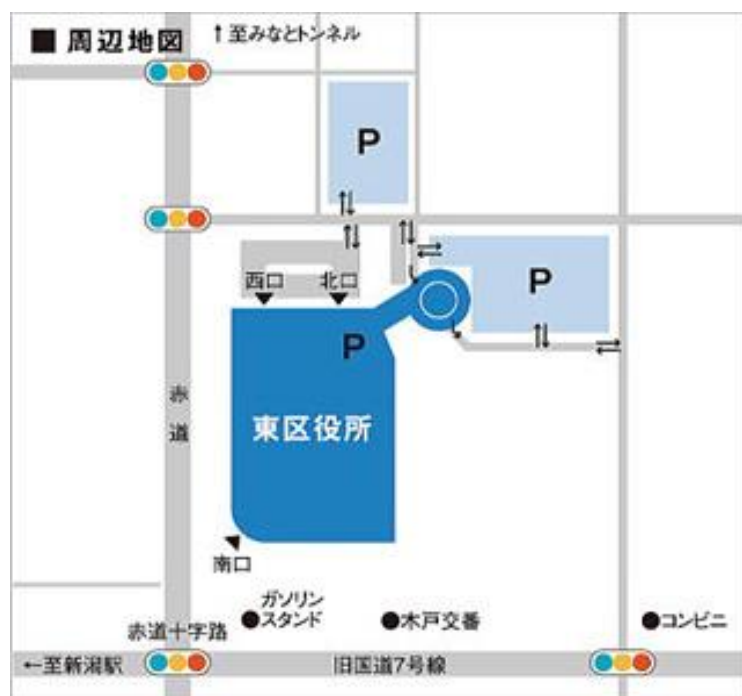 ■ 周辺地図
↑至みなとトンネル
P
P
西口
北口
P
赤道
東区役所
南口
ガソリン
スタンド
木戸交番
コンビニ
赤道十字路
←至新潟駅
旧国道7号線